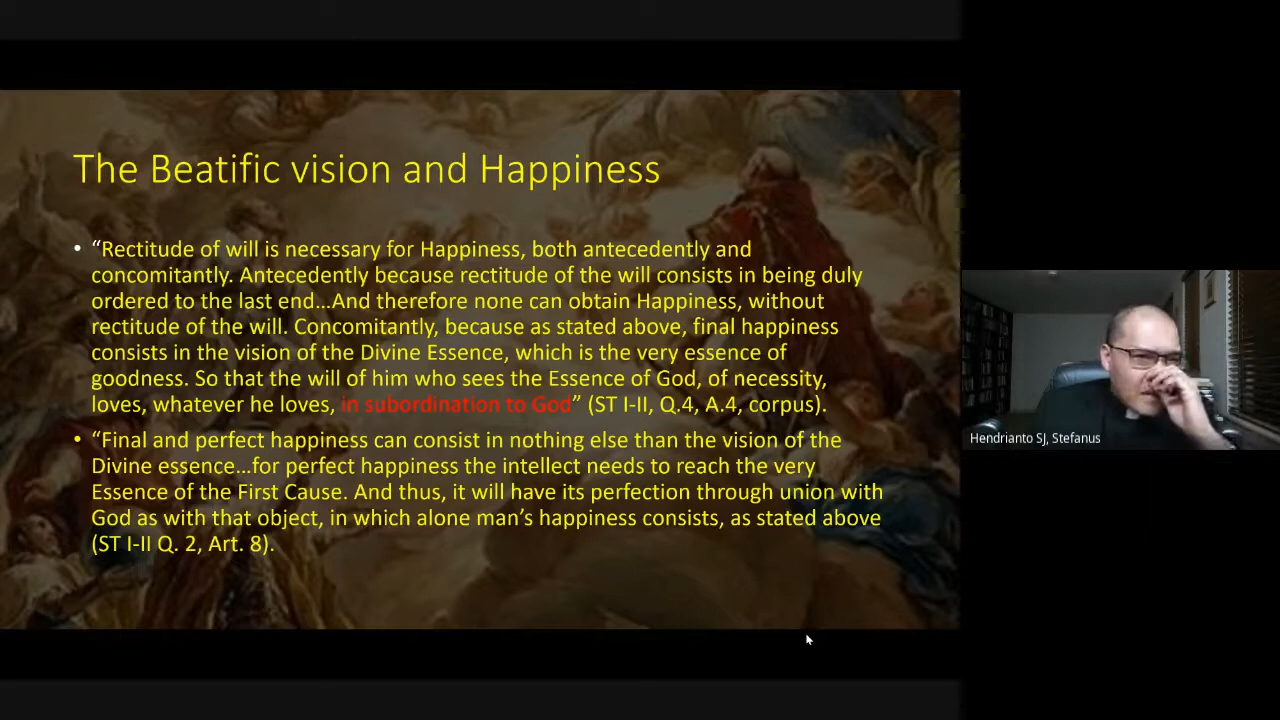 The Beatific vision and Happiness
• “Rectitude of will is necessary for Happiness, both antecedently and
concomitantly. Antecedently because rectitude of the will consists in being duly
ordered to the last end…And therefore none can obtain Happiness, without
rectitude of the will. Concomitantly, because as stated above, final happiness
consists in the vision of the Divine Essence, which is the very essence of
goodness. So that the will of him who sees the Essence of God, of necessity,
loves, whatever he loves, in subordination to God” (ST I-II, Q.4, A.4, corpus).
• “Final and perfect happiness can consist in nothing else than the vision of the
Divine essence…for perfect happiness the intellect needs to reach the very
Essence of the First Cause. And thus, it will have its perfection through union with
God as with that object, in which alone man’s happiness consists, as stated above
(ST I-II Q. 2, Art. 8).
Hendrianto SJ, Stefanus